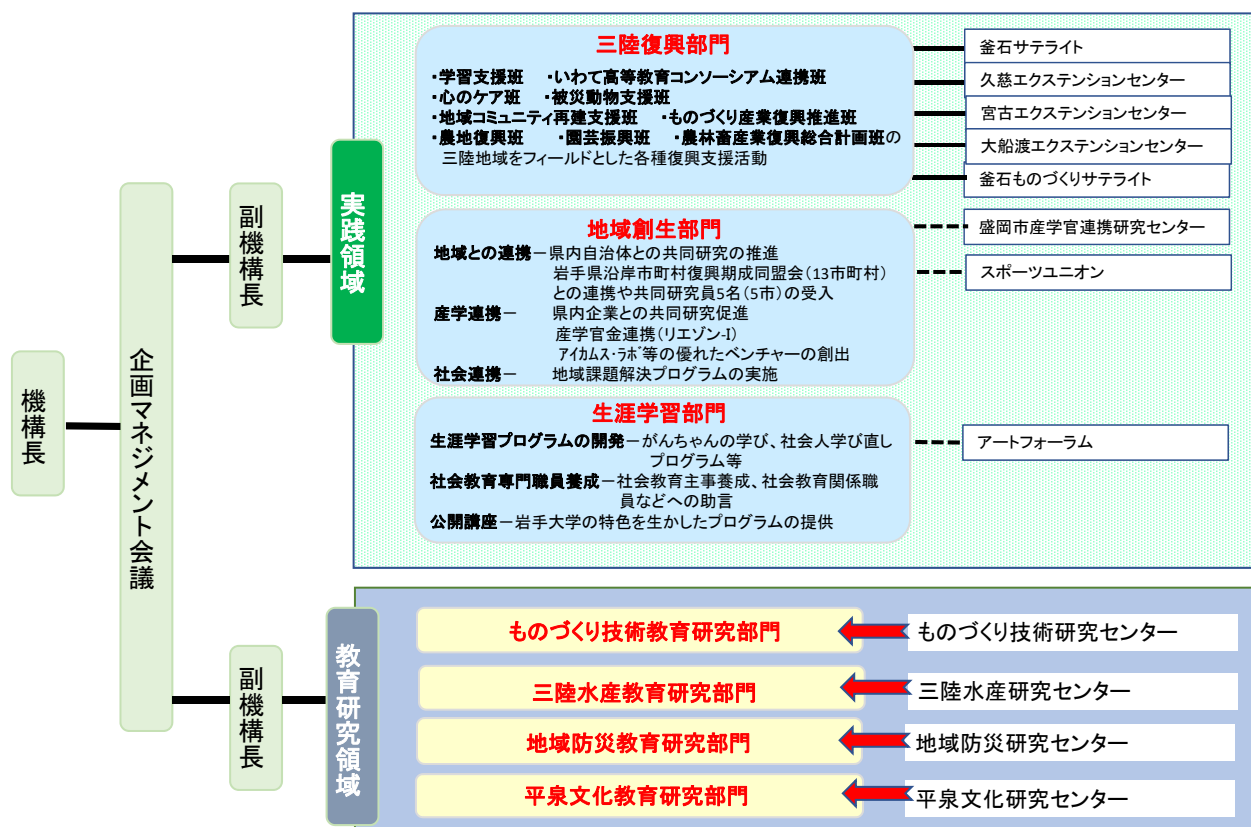 機構長
企画マネジメント会議
副機構長
実践領域
三陸復興部門
・学習支援班 ・いわて高等教育コンソーシアム連携班
・心のケア班 ・被災動物支援班
・地域コミュニティ再建支援班 ・ものづくり産業復興推進班
・農地復興班 ・園芸振興班 ・農林畜産業復興総合計画班の
三陸地域をフィールドとした各種復興支援活動
釜石サテライト
久慈エクステンションセンター
宮古エクステンションセンター
大船渡エクステンションセンター
釜石ものづくりサテライト
地域創生部門
地域との連携－県内自治体との共同研究の推進
岩手県沿岸市町村復興期成同盟会(13市町村)
との連携や共同研究員5名(5市)の受入
産学連携－ 県内企業との共同研究促進
産学官金連携(リエゾン-I)
アイカムス・ラボ等の優れたベンチャーの創出
社会連携－ 地域課題解決プログラムの実施
盛岡市産学官連携研究センター
スポーツユニオン
生涯学習部門
生涯学習プログラムの開発－がんちゃんの学び、社会人学び直し
プログラム等
社会教育専門職員養成－社会教育主事養成、社会教育関係職
員などへの助言
公開講座－岩手大学の特色を生かしたプログラムの提供
アートフォーラム
副機構長
教育研究領域
ものづくり技術教育研究部門
ものづくり技術研究センター
三陸水産教育研究部門
三陸水産研究センター
地域防災教育研究部門
地域防災研究センター
平泉文化教育研究部門
平泉文化研究センター